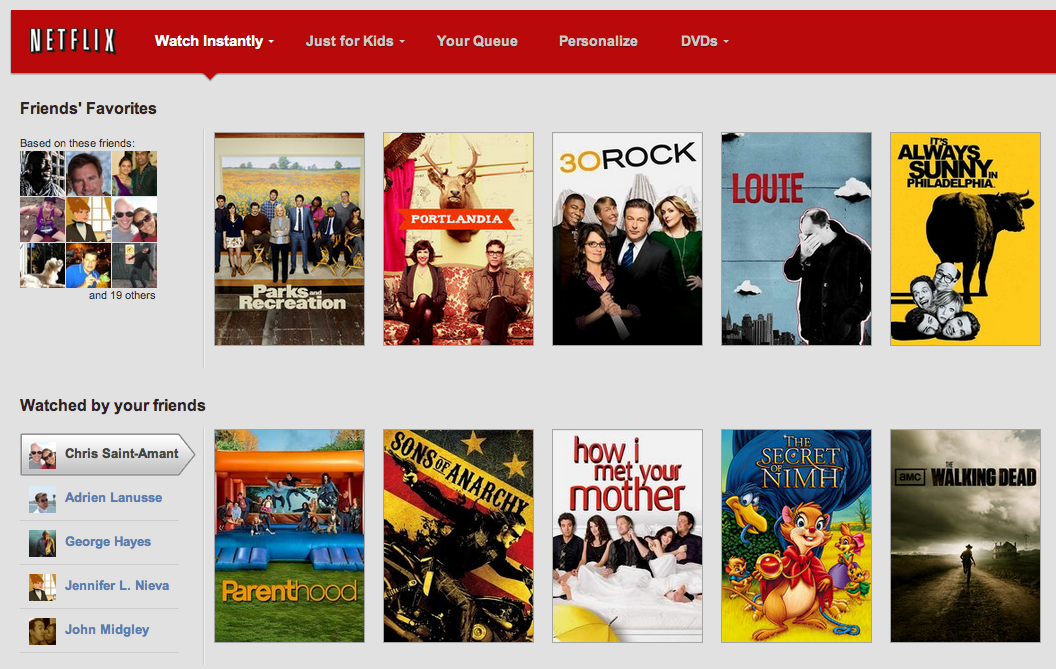 NETFLIX
Watch Instantly
Just for Kids
Your Queue
Personalize
DVDs
Friends' Favorites
Based on these friends:
and 19 others
Parks and
Recreation
PORTLANDIA
30 ROCK
LOUIE
IT'S
ALWAYS
SUNNY IN
PHILADELPHIA
Watched by your friends
Chris Saint-Amant
Adrien Lanusse
George Hayes
Jennifer L. Nieva
John Midgley
Parenthood
SONS OF ANARCHY
how i
met your
mother
THE
SECRET
OF
NIMH
amc THE WALKING DEAD